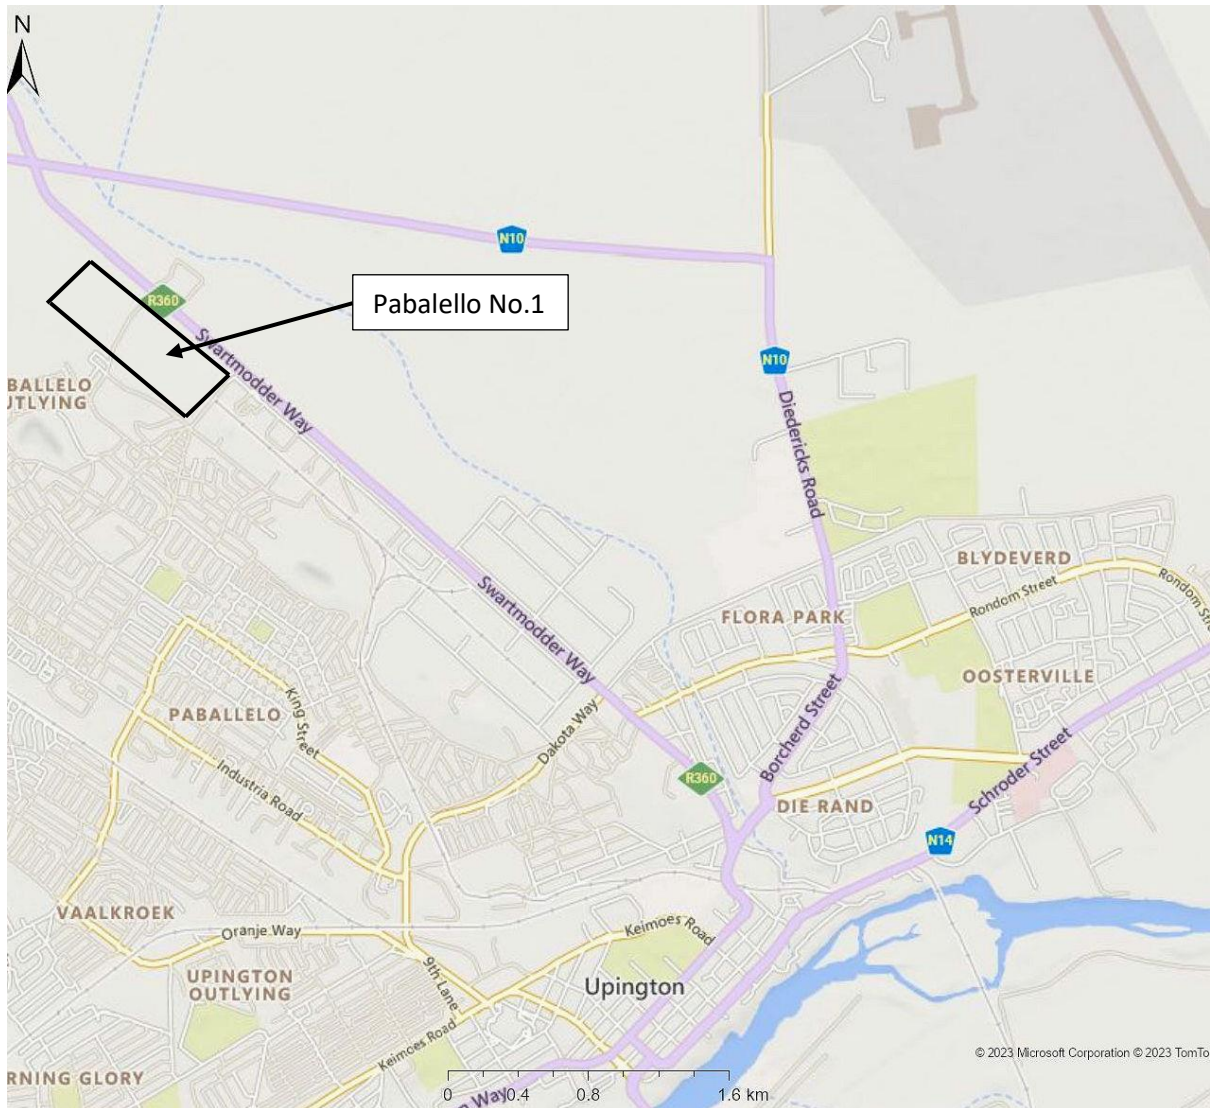 N
N10
Pabalello No.1
R360
Swartmodder Way
N10
BALLELO
UTLYING
Diedericks Road
BLYDEVERD
Rondom Street
Rondom Str
Swartmodder Way
FLORA PARK
OOSTERVILLE
PABALLELO
King Street
Dakota Way
Borcherd Street
Industria Road
R360
Schroder Street
DIE RAND
N14
VAALKROEK
Oranje Way
Keimoes Road
UPINGTON
OUTLYING
9th Lane
Upington
Keimoes Road
© 2023 Microsoft Corporation © 2023 TomTo
RNING GLORY
n Way
0 0.4 0.8 1.6 km